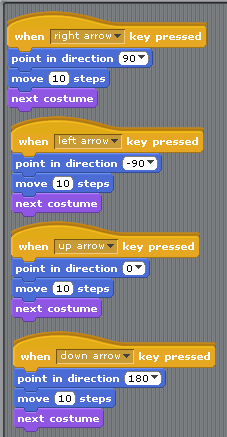 when right arrow key pressed
point in direction 90
move 10 steps
next costume
when left arrow key pressed
point in direction -90
move 10 steps
next costume
when up arrow key pressed
point in direction 0
move 10 steps
next costume
when down arrow key pressed
point in direction 180
move 10 steps
next costume